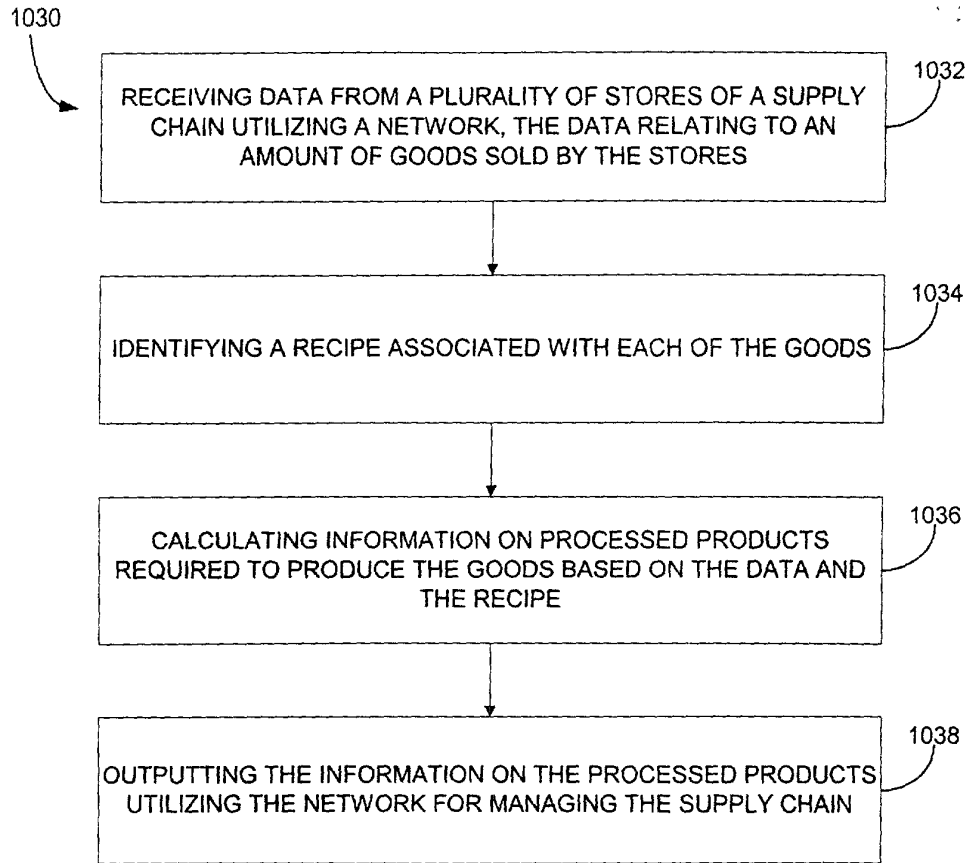 1030
1032
RECEIVING DATA FROM A PLURALITY OF STORES OF A SUPPLY
CHAIN UTILIZING A NETWORK, THE DATA RELATING TO AN
AMOUNT OF GOODS SOLD BY THE STORES
1034
IDENTIFYING A RECIPE ASSOCIATED WITH EACH OF THE GOODS
1036
CALCULATING INFORMATION ON PROCESSED PRODUCTS
REQUIRED TO PRODUCE THE GOODS BASED ON THE DATA AND
THE RECIPE
1038
OUTPUTTING THE INFORMATION ON THE PROCESSED PRODUCTS
UTILIZING THE NETWORK FOR MANAGING THE SUPPLY CHAIN